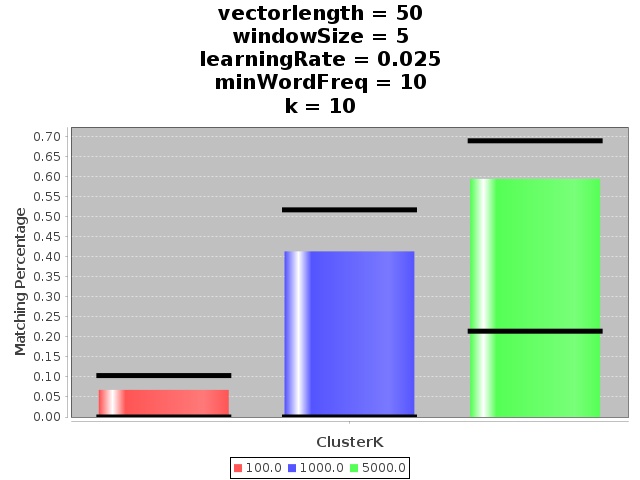 vectorlength = 50
windowSize = 5
learningRate = 0.025
minWordFreq = 10
k = 10
0.70
0.65
0.60
0.55
0.50
0.45
0.40
0.35
0.30
0.25
0.20
0.15
0.10
0.05
0.00
Matching Percentage
ClusterK
100.0 1000.0 5000.0